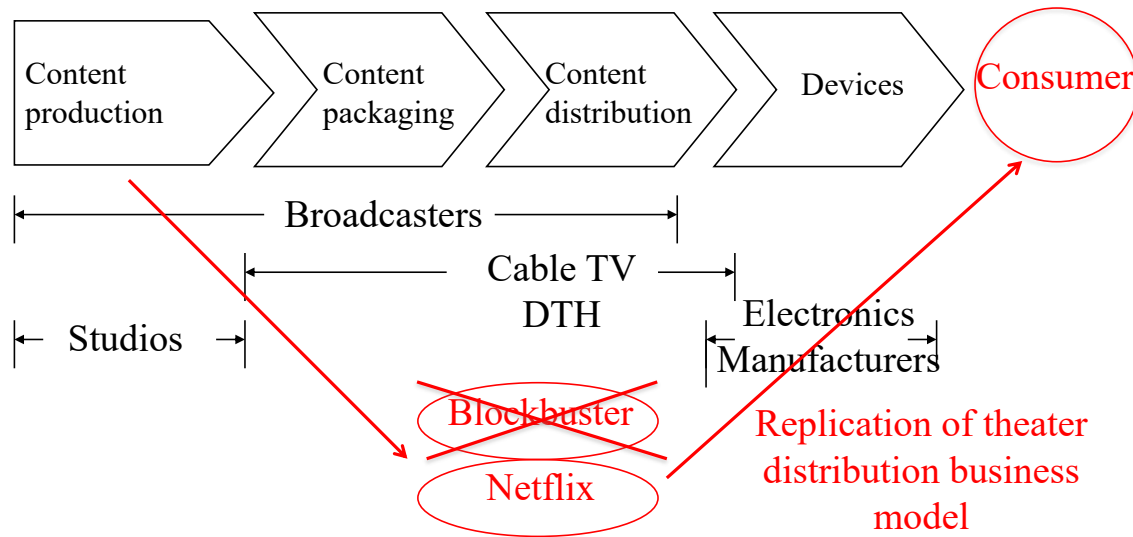 Content
production
Content
packaging
Content
distribution
Devices
Consumer
Broadcasters
Cable TV
DTH
Studios
Electronics
Manufacturers
Blockbuster
Netflix
Replication of theater
distribution business
model